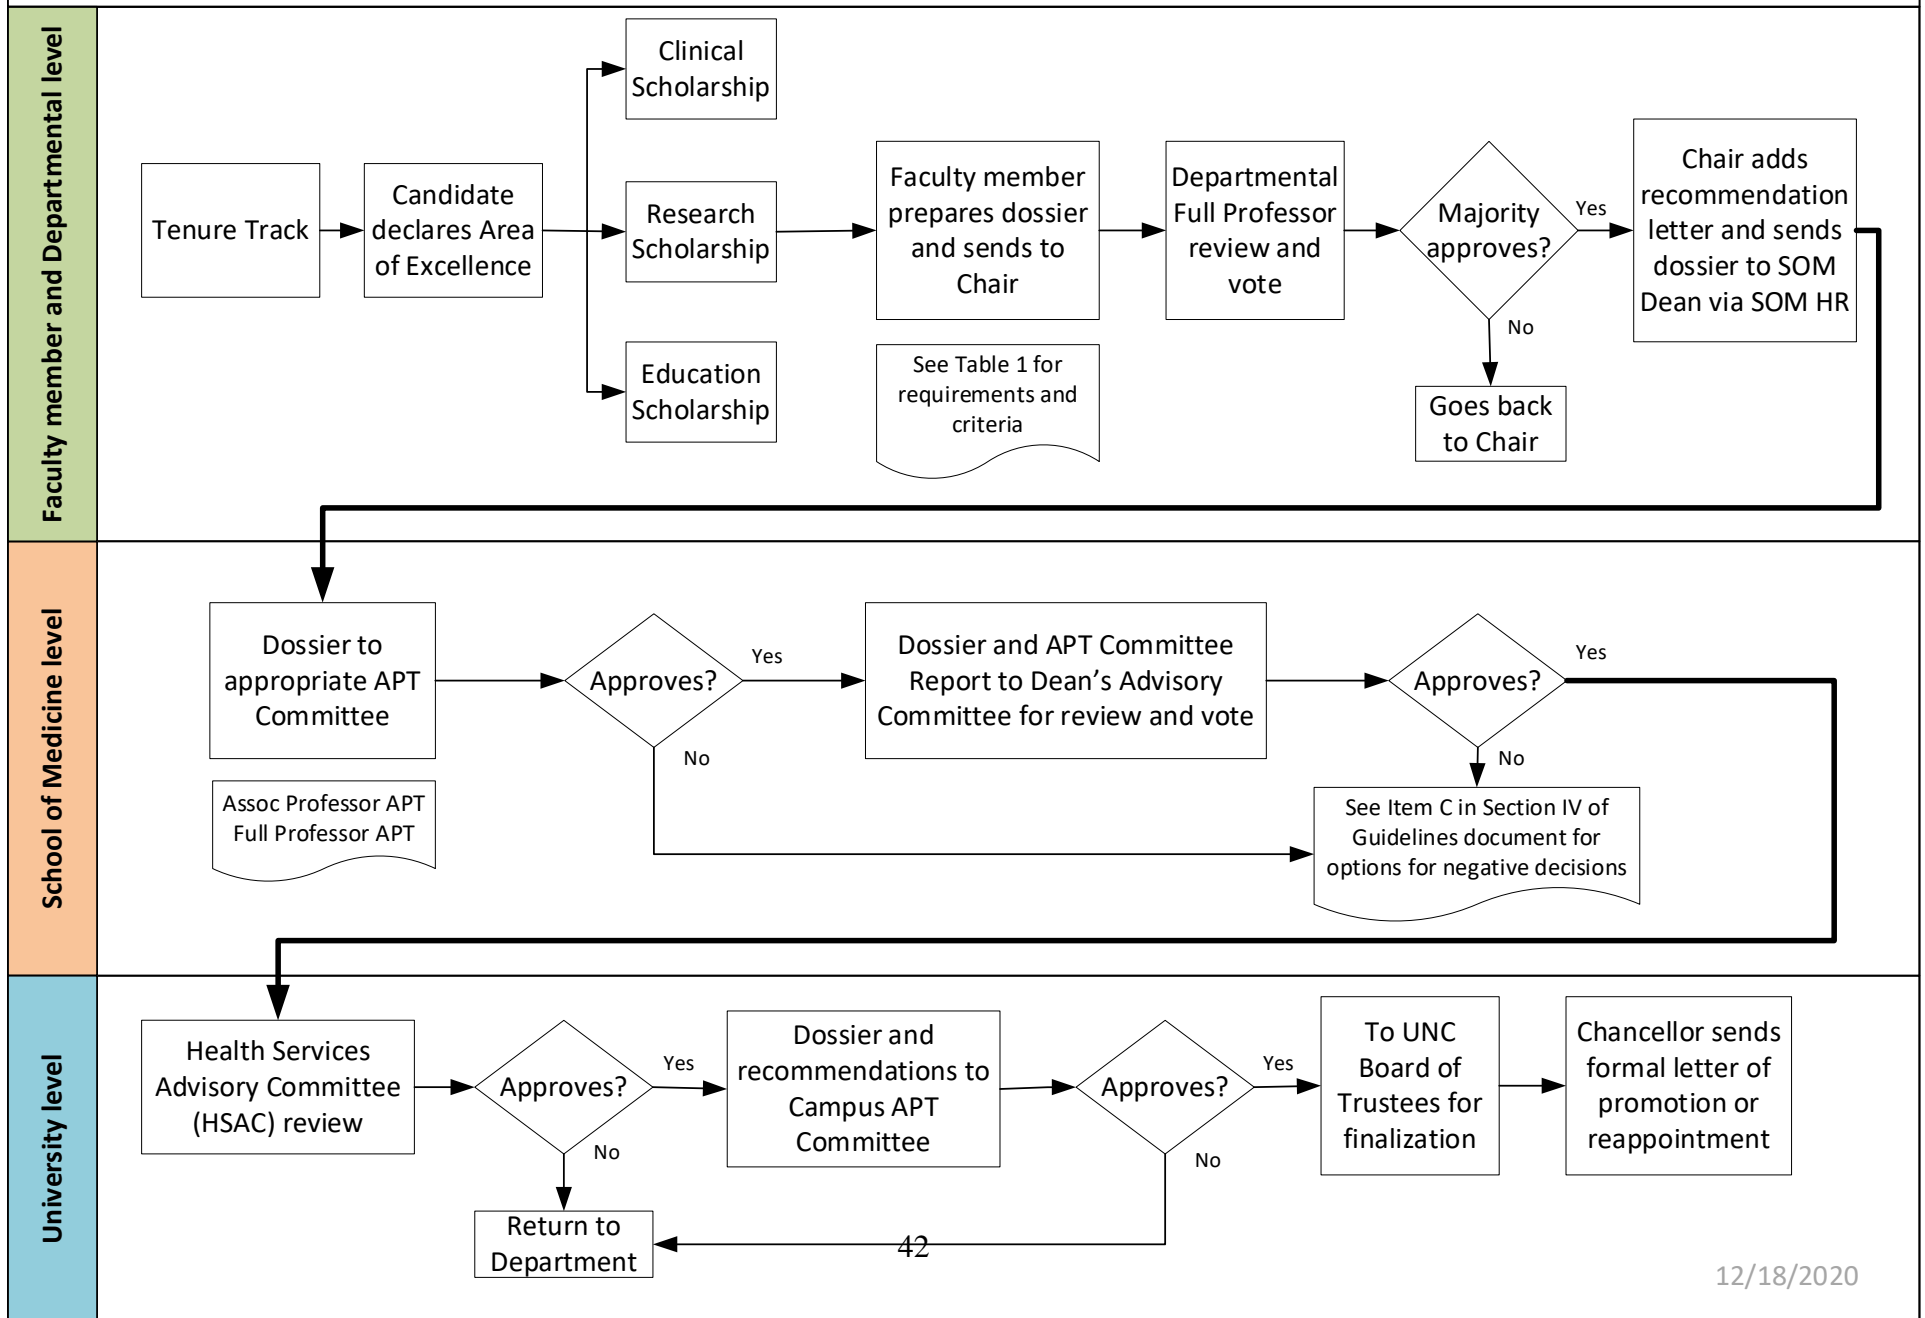 Faculty member and Departmental level
Tenure Track
Candidate
declares Area
of Excellence
Clinical
Scholarship
Research
Scholarship
Education
Scholarship
Faculty member
prepares dossier
and sends to
Chair
See Table 1 for
requirements and
criteria
Departmental
Full Professor
review and
vote
Majority
approves?
Yes
No
Goes back
to Chair
Chair adds
recommendation
letter and sends
dossier to SOM
Dean via SOM HR
School of Medicine level
Dossier to
appropriate APT
Committee
Assoc Professor APT
Full Professor APT
Approves?
Yes
No
Dossier and APT Committee
Report to Dean’s Advisory
Committee for review and vote
Approves?
Yes
No
See Item C in Section IV of
Guidelines document for
options for negative decisions
University level
Health Services
Advisory Committee
(HSAC) review
Approves?
Yes
No
Return to
Department
Dossier and
recommendations to
Campus APT
Committee
Approves?
Yes
No
To UNC
Board of
Trustees for
finalization
Chancellor sends
formal letter of
promotion or
reappointment
42
12/18/2020